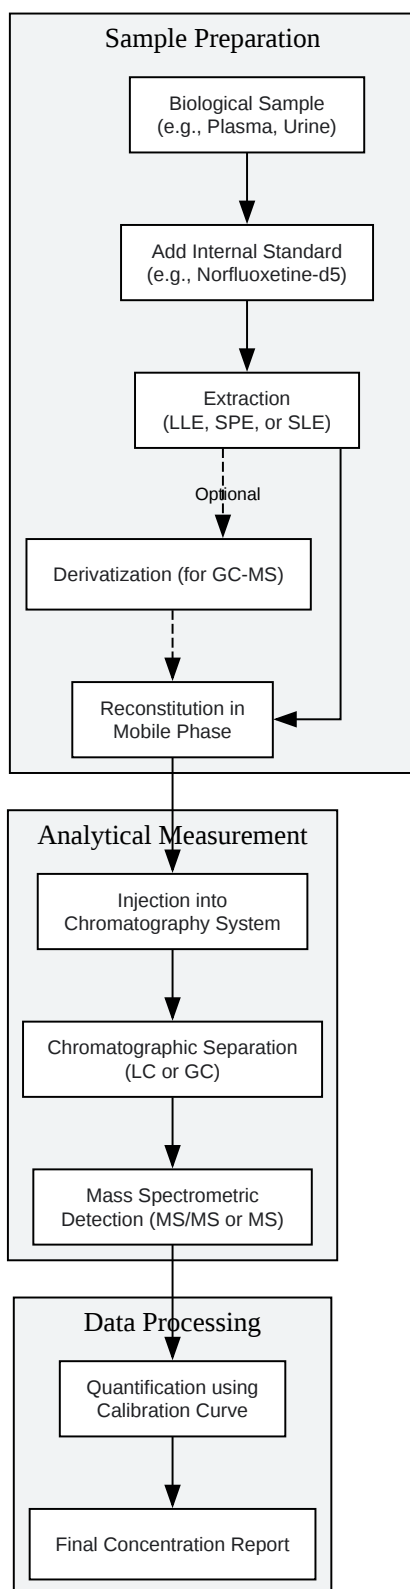 Sample Preparation
Biological Sample
(e.g., Plasma, Urine)
Add Internal Standard
(e.g., Norfluoxetine-d5)
Extraction
(LLE, SPE, or SLE)
Optional
Derivatization (for GC-MS)
Reconstitution in
Mobile Phase
Analytical Measurement
Injection into
Chromatography System
Chromatographic Separation
(LC or GC)
Mass Spectrometric
Detection (MS/MS or MS)
Data Processing
Quantification using
Calibration Curve
Final Concentration Report